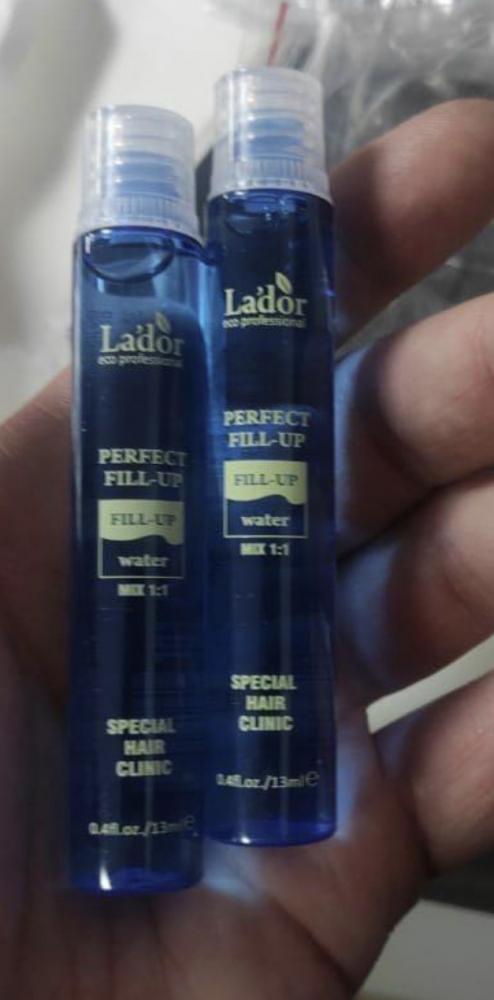 La'dor
eco professional
PERFECT
FILL-UP
FILL-UP
water
MIX 1:1
SPECIAL
HAIR
CLINIC
0.4fl.oz./13ml℮
La'dor
eco professional
PERFECT
FILL-UP
FILL-UP
water
MIX 1:1
SPECIAL
HAIR
CLINIC
0.4fl.oz./13ml℮